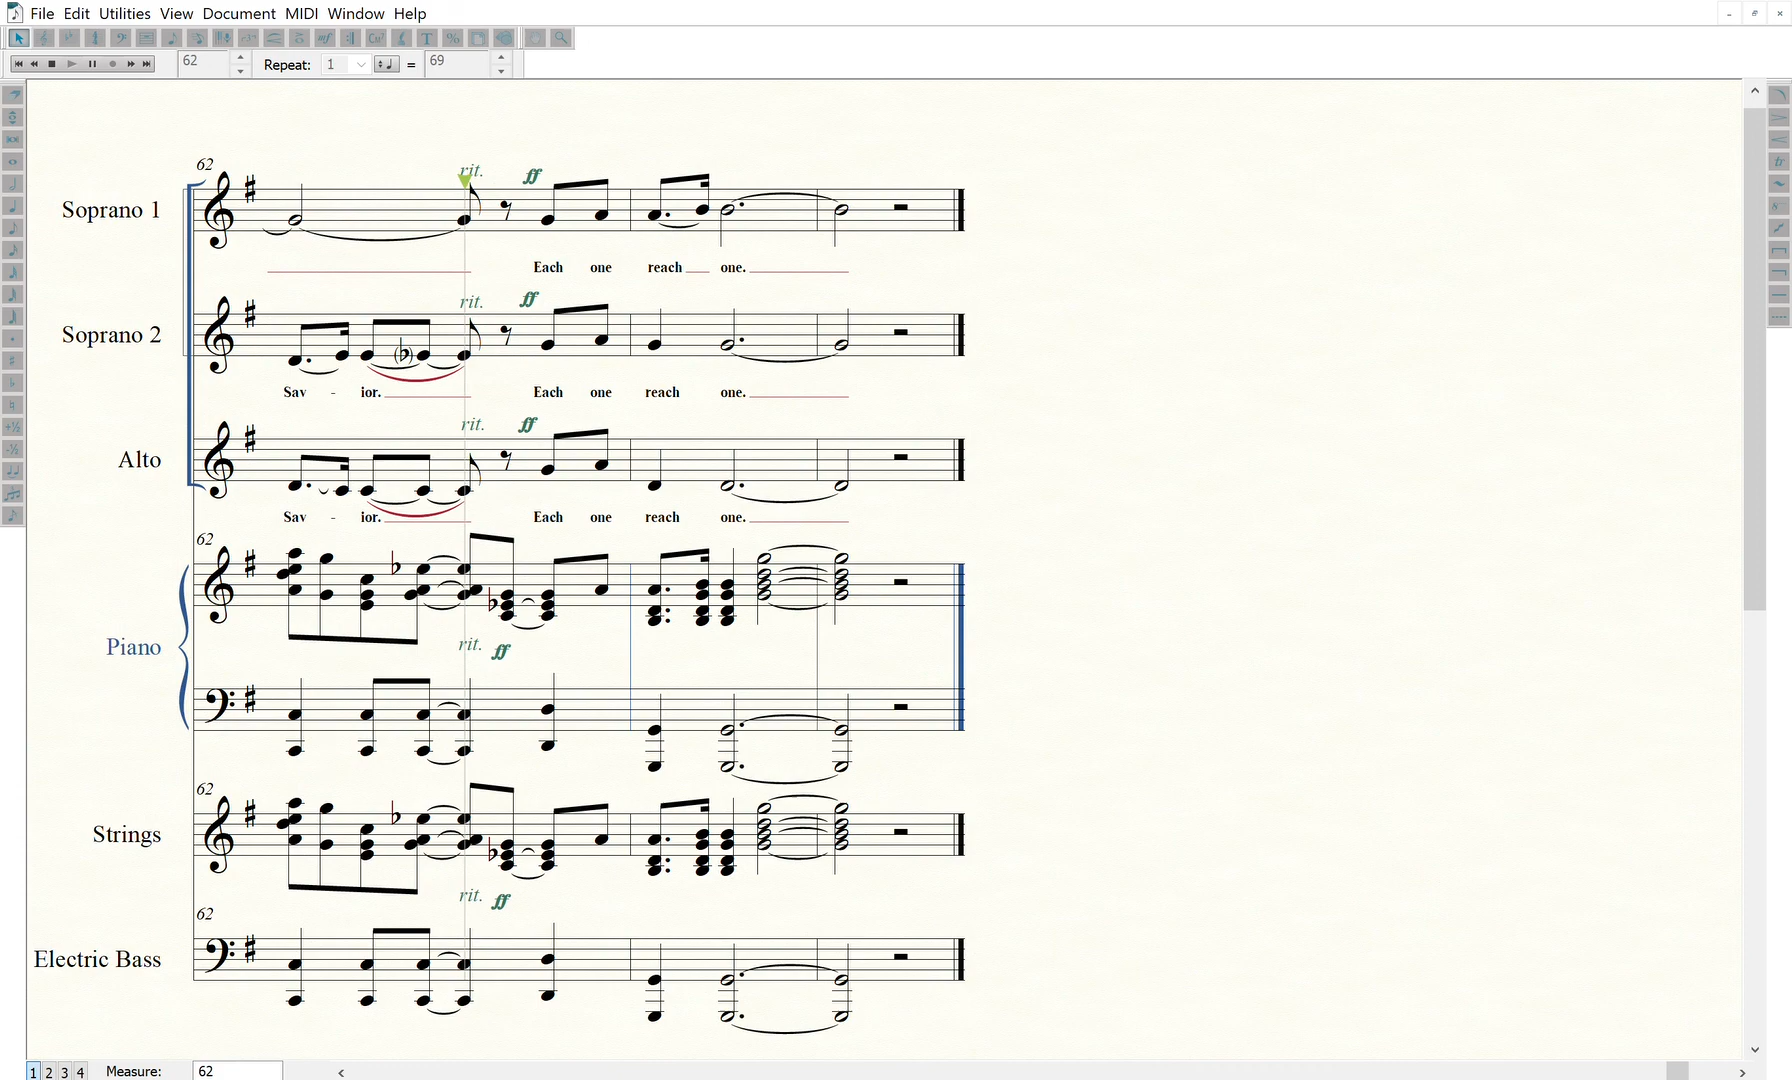 File Edit Utilities View Document MIDI Window Help
62 Repeat: 1 = 69
62
rit. ff
Soprano 1
Each one reach one.
rit. ff
Soprano 2
Sav - ior. Each one reach one.
rit. ff
Alto
Sav - ior. Each one reach one.
62
Piano
rit. ff
62
Strings
rit. ff
62
Electric Bass
1 2 3 4 Measure: 62